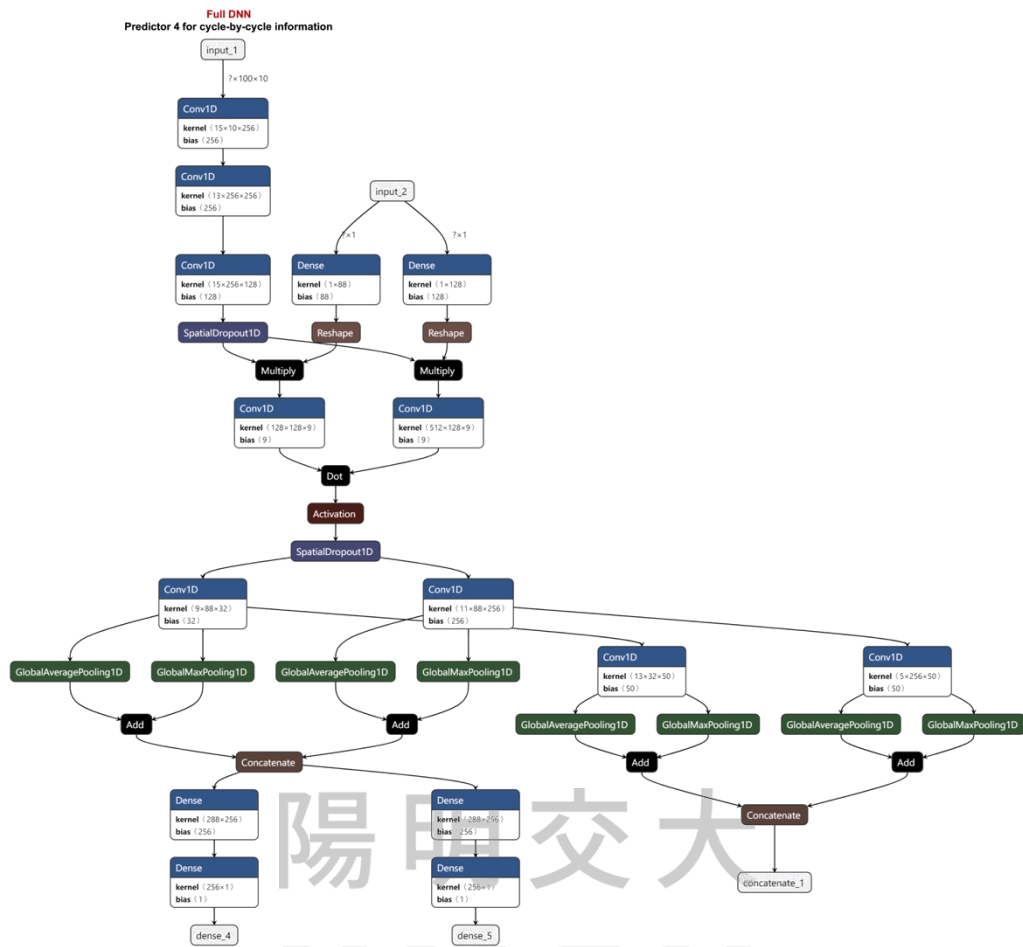 Full DNN
Predictor 4 for cycle-by-cycle information
input_1
?×100×10
Conv1D
kernel (15×10×256)
bias (256)
Conv1D
kernel (13×256×256)
bias (256)
input_2
?×1
?×1
Conv1D
kernel (15×256×128)
bias (128)
Dense
kernel (1×88)
bias (88)
Dense
kernel (1×128)
bias (128)
SpatialDropout1D
Reshape
Reshape
Multiply
Multiply
Conv1D
kernel (128×128×9)
bias (9)
Conv1D
kernel (512×128×9)
bias (9)
Dot
Activation
SpatialDropout1D
Conv1D
kernel (9×88×32)
bias (32)
Conv1D
kernel (11×88×256)
bias (256)
GlobalAveragePooling1D
GlobalMaxPooling1D
GlobalAveragePooling1D
GlobalMaxPooling1D
Conv1D
kernel (13×32×50)
bias (50)
Conv1D
kernel (5×256×50)
bias (50)
Add
Add
GlobalAveragePooling1D
GlobalMaxPooling1D
GlobalAveragePooling1D
GlobalMaxPooling1D
Concatenate
Add
Add
Dense
kernel (288×256)
bias (256)
Dense
kernel (288×256)
bias (256)
Concatenate
Dense
kernel (256×1)
bias (1)
Dense
kernel (256×1)
bias (1)
concatenate_1
dense_4
dense_5
陽明交大